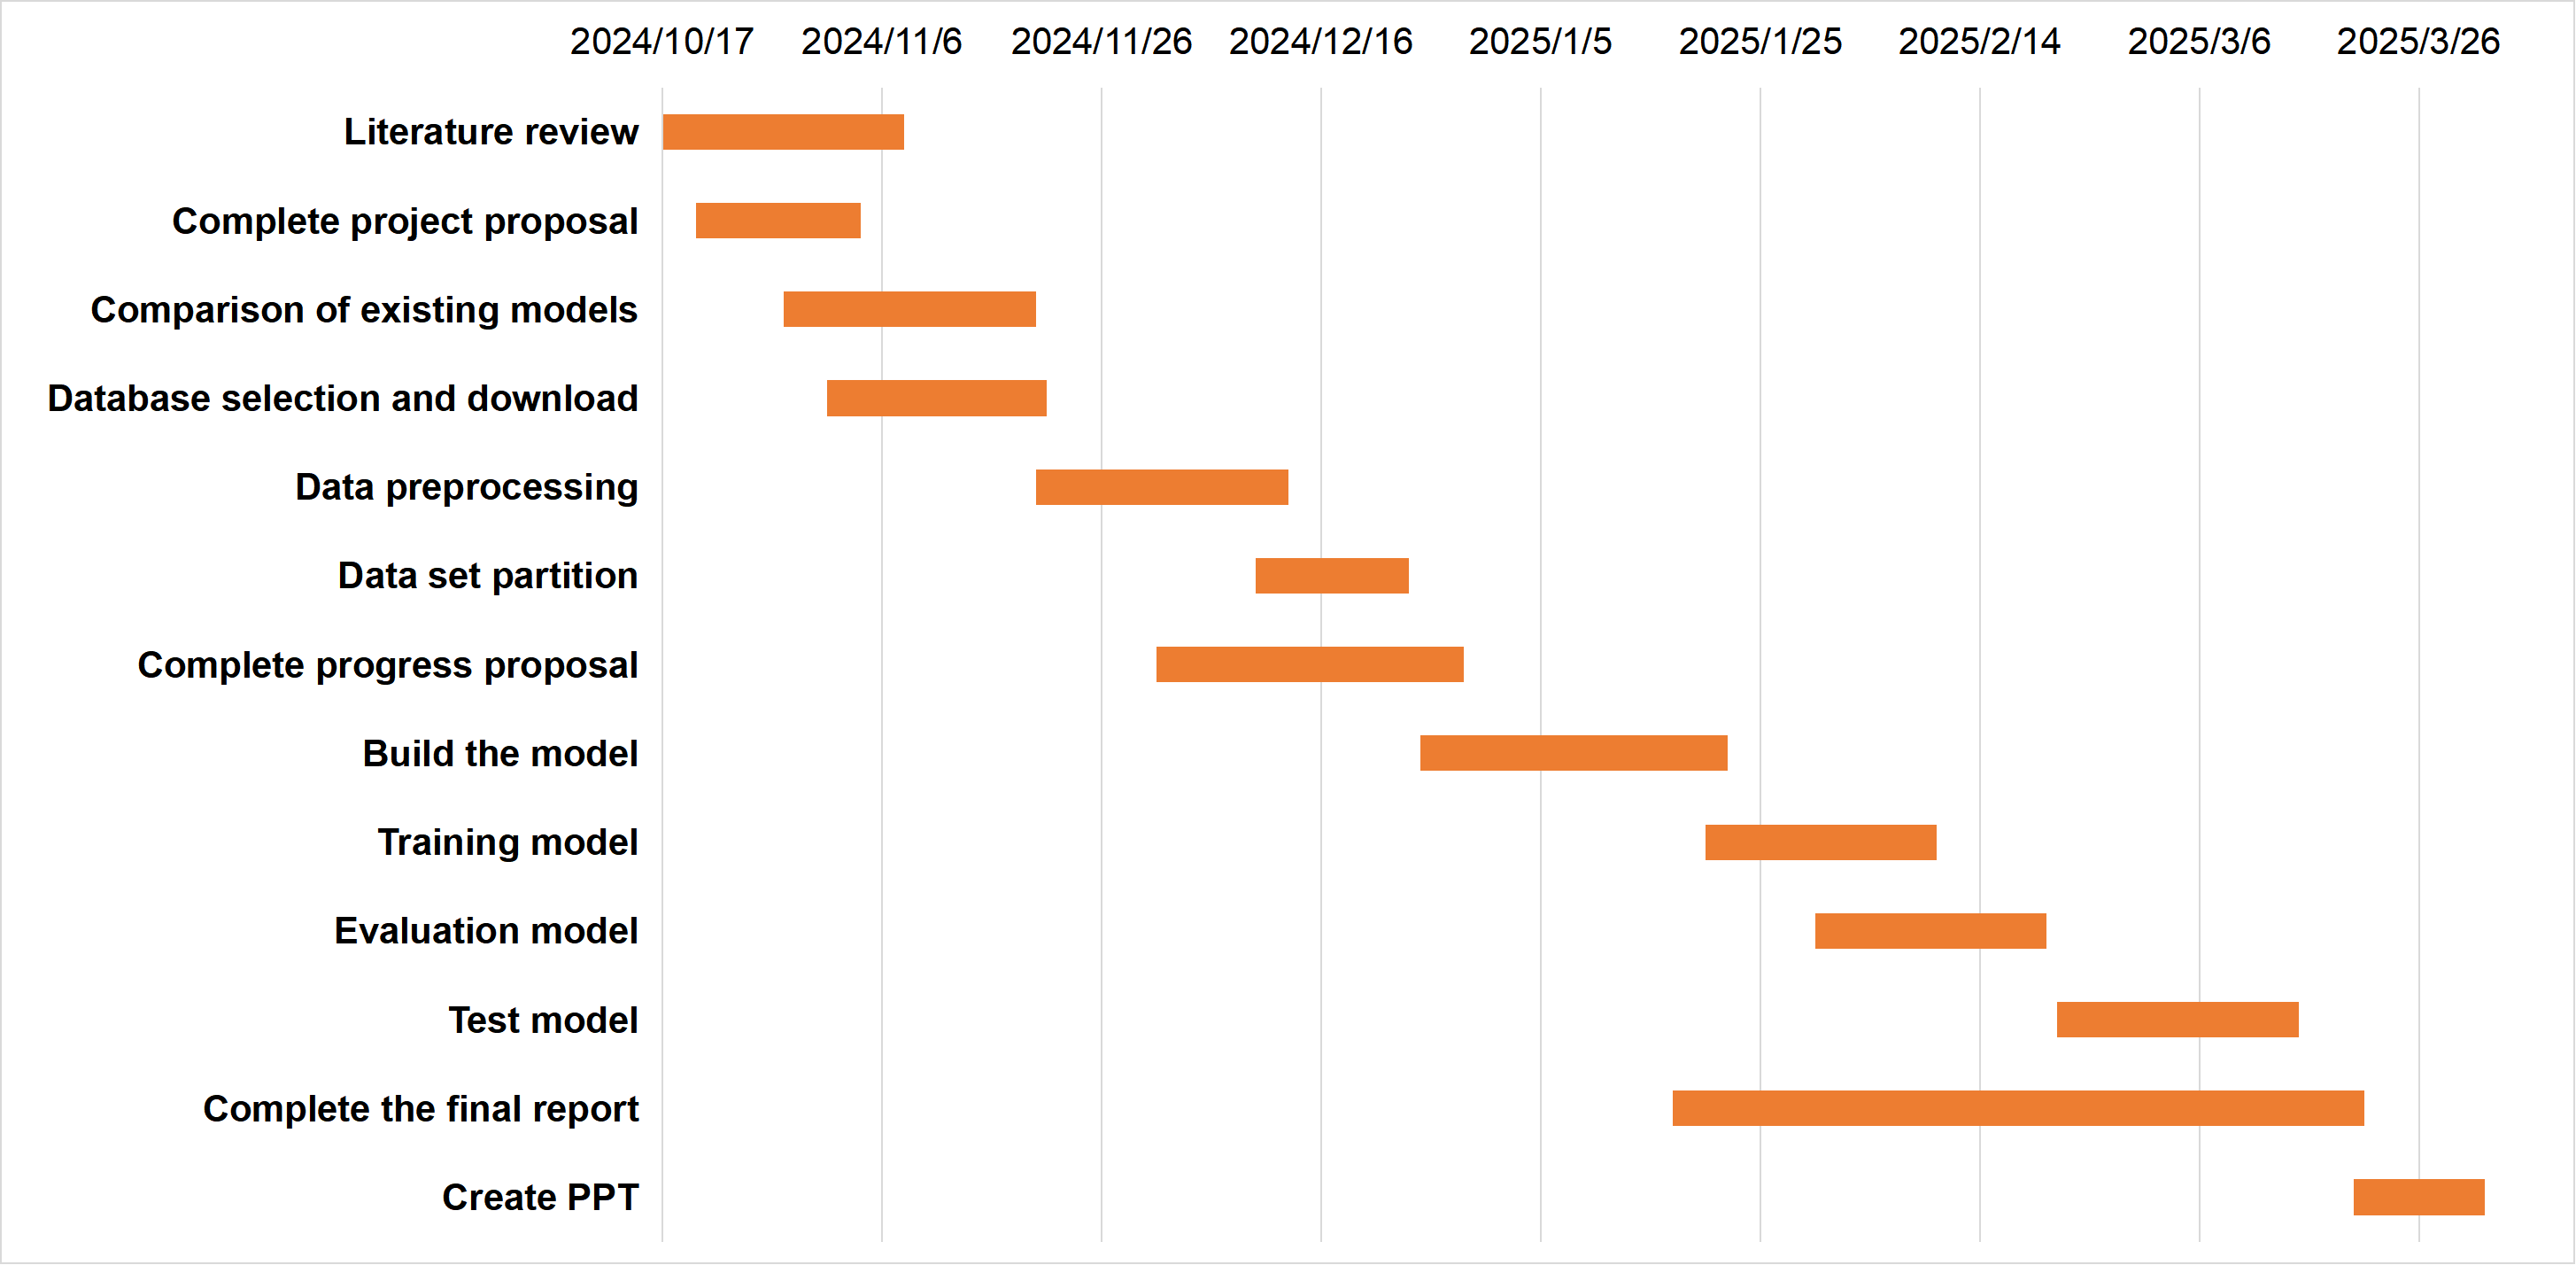 2024/10/17 2024/11/6 2024/11/26 2024/12/16 2025/1/5 2025/1/25 2025/2/14 2025/3/6 2025/3/26
Literature review
Complete project proposal
Comparison of existing models
Database selection and download
Data preprocessing
Data set partition
Complete progress proposal
Build the model
Training model
Evaluation model
Test model
Complete the final report
Create PPT